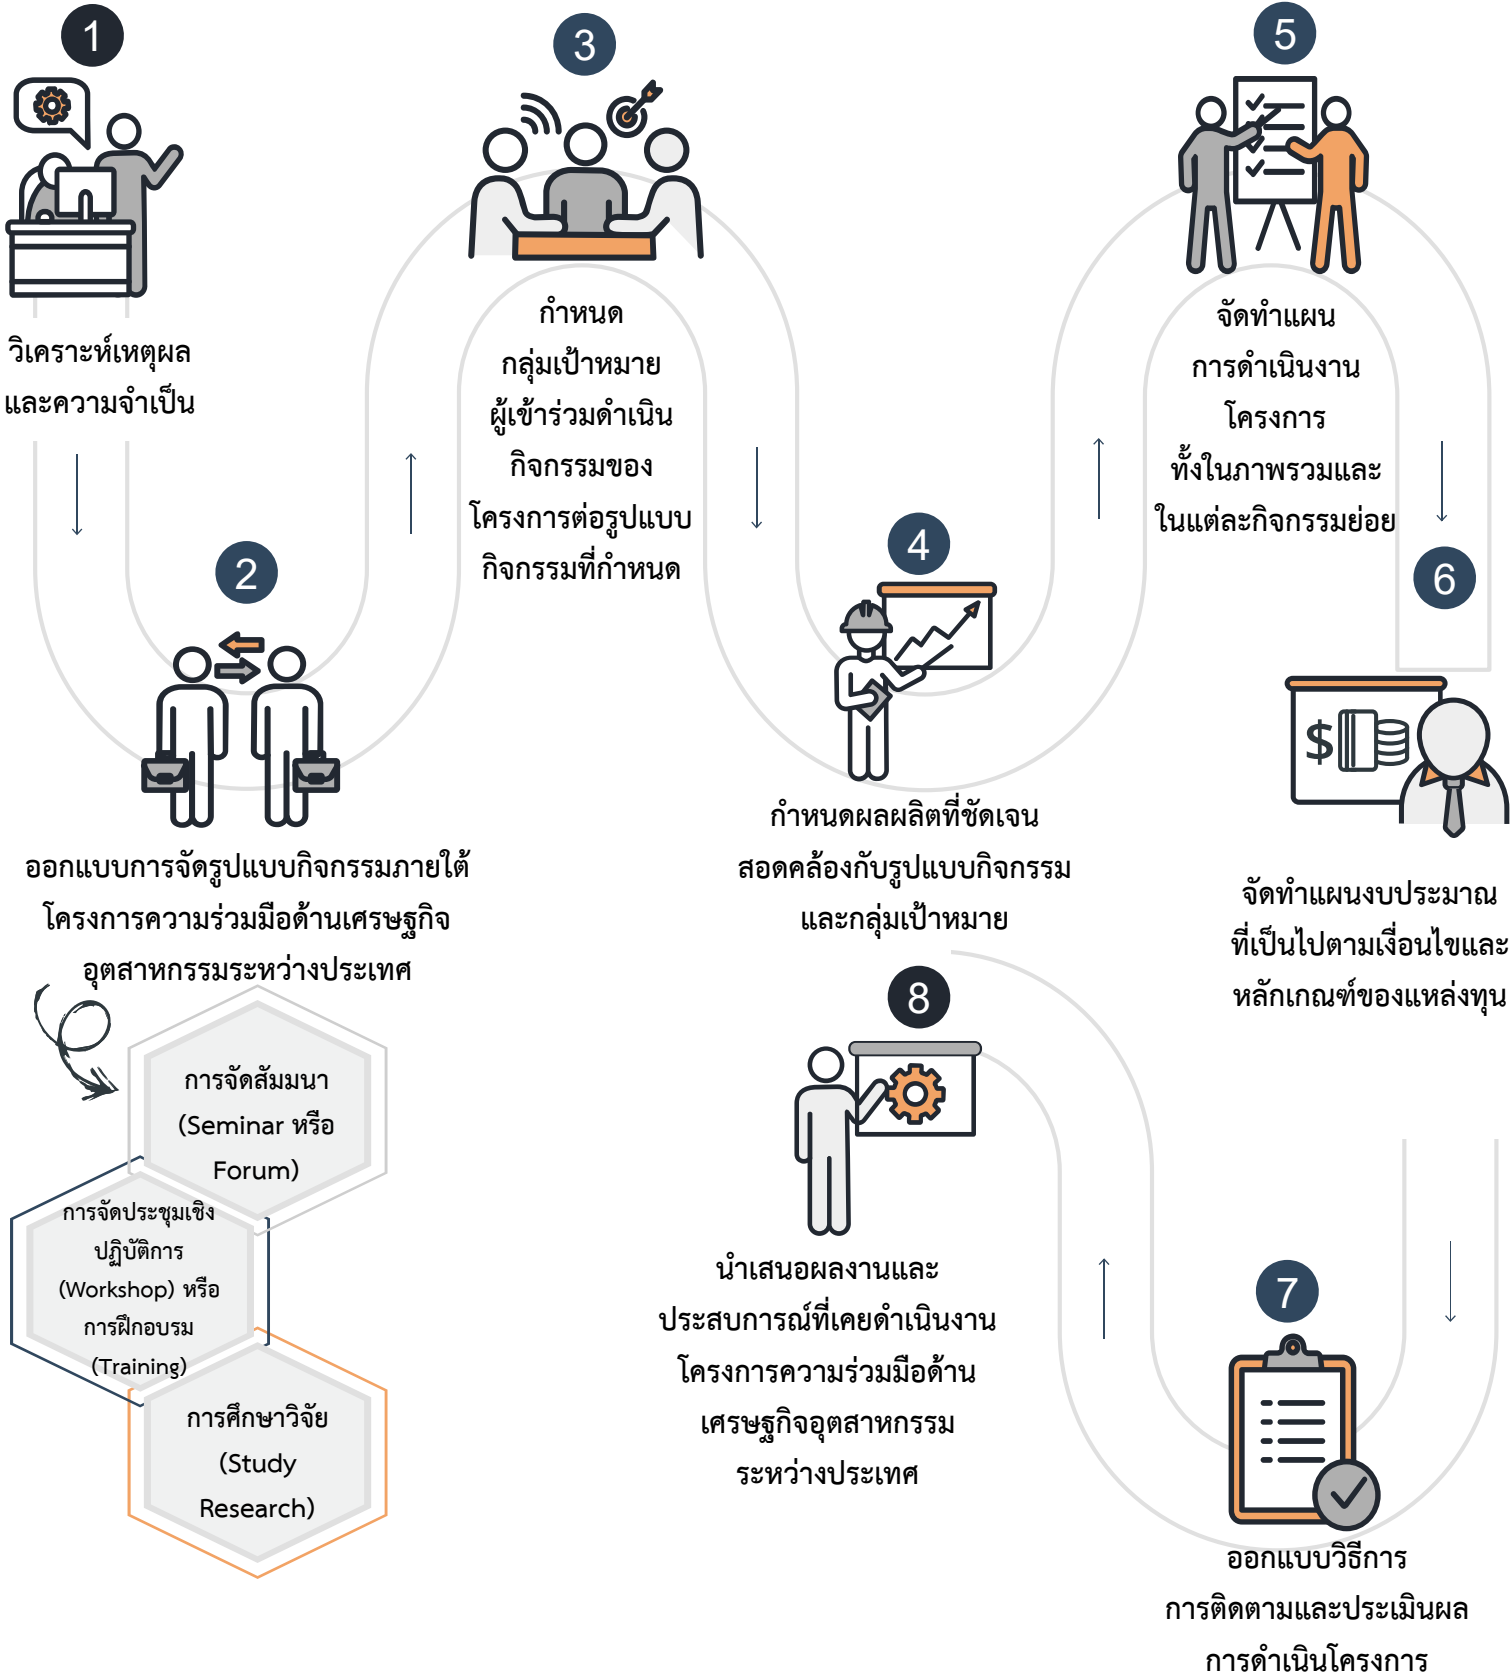 1
วิเคราะห์เหตุผล
และความจำเป็น
2
ออกแบบการจัดรูปแบบกิจกรรมภายใต้
โครงการความร่วมมือด้านเศรษฐกิจ
อุตสาหกรรมระหว่างประเทศ
การจัดสัมมนา
(Seminar หรือ
Forum)
การจัดประชุมเชิง
ปฏิบัติการ
(Workshop) หรือ
การฝึกอบรม
(Training)
การศึกษาวิจัย
(Study
Research)
3
กำหนด
กลุ่มเป้าหมาย
ผู้เข้าร่วมดำเนิน
กิจกรรมของ
โครงการต่อรูปแบบ
กิจกรรมที่กำหนด
4
กำหนดผลผลิตที่ชัดเจน
สอดคล้องกับรูปแบบกิจกรรม
และกลุ่มเป้าหมาย
5
จัดทำแผน
การดำเนินงาน
โครงการ
ทั้งในภาพรวมและ
ในแต่ละกิจกรรมย่อย
6
$
จัดทำแผนงบประมาณ
ที่เป็นไปตามเงื่อนไขและ
หลักเกณฑ์ของแหล่งทุน
7
ออกแบบวิธีการ
การติดตามและประเมินผล
การดำเนินโครงการ
8
นำเสนอผลงานและ
ประสบการณ์ที่เคยดำเนินงาน
โครงการความร่วมมือด้าน
เศรษฐกิจอุตสาหกรรม
ระหว่างประเทศ